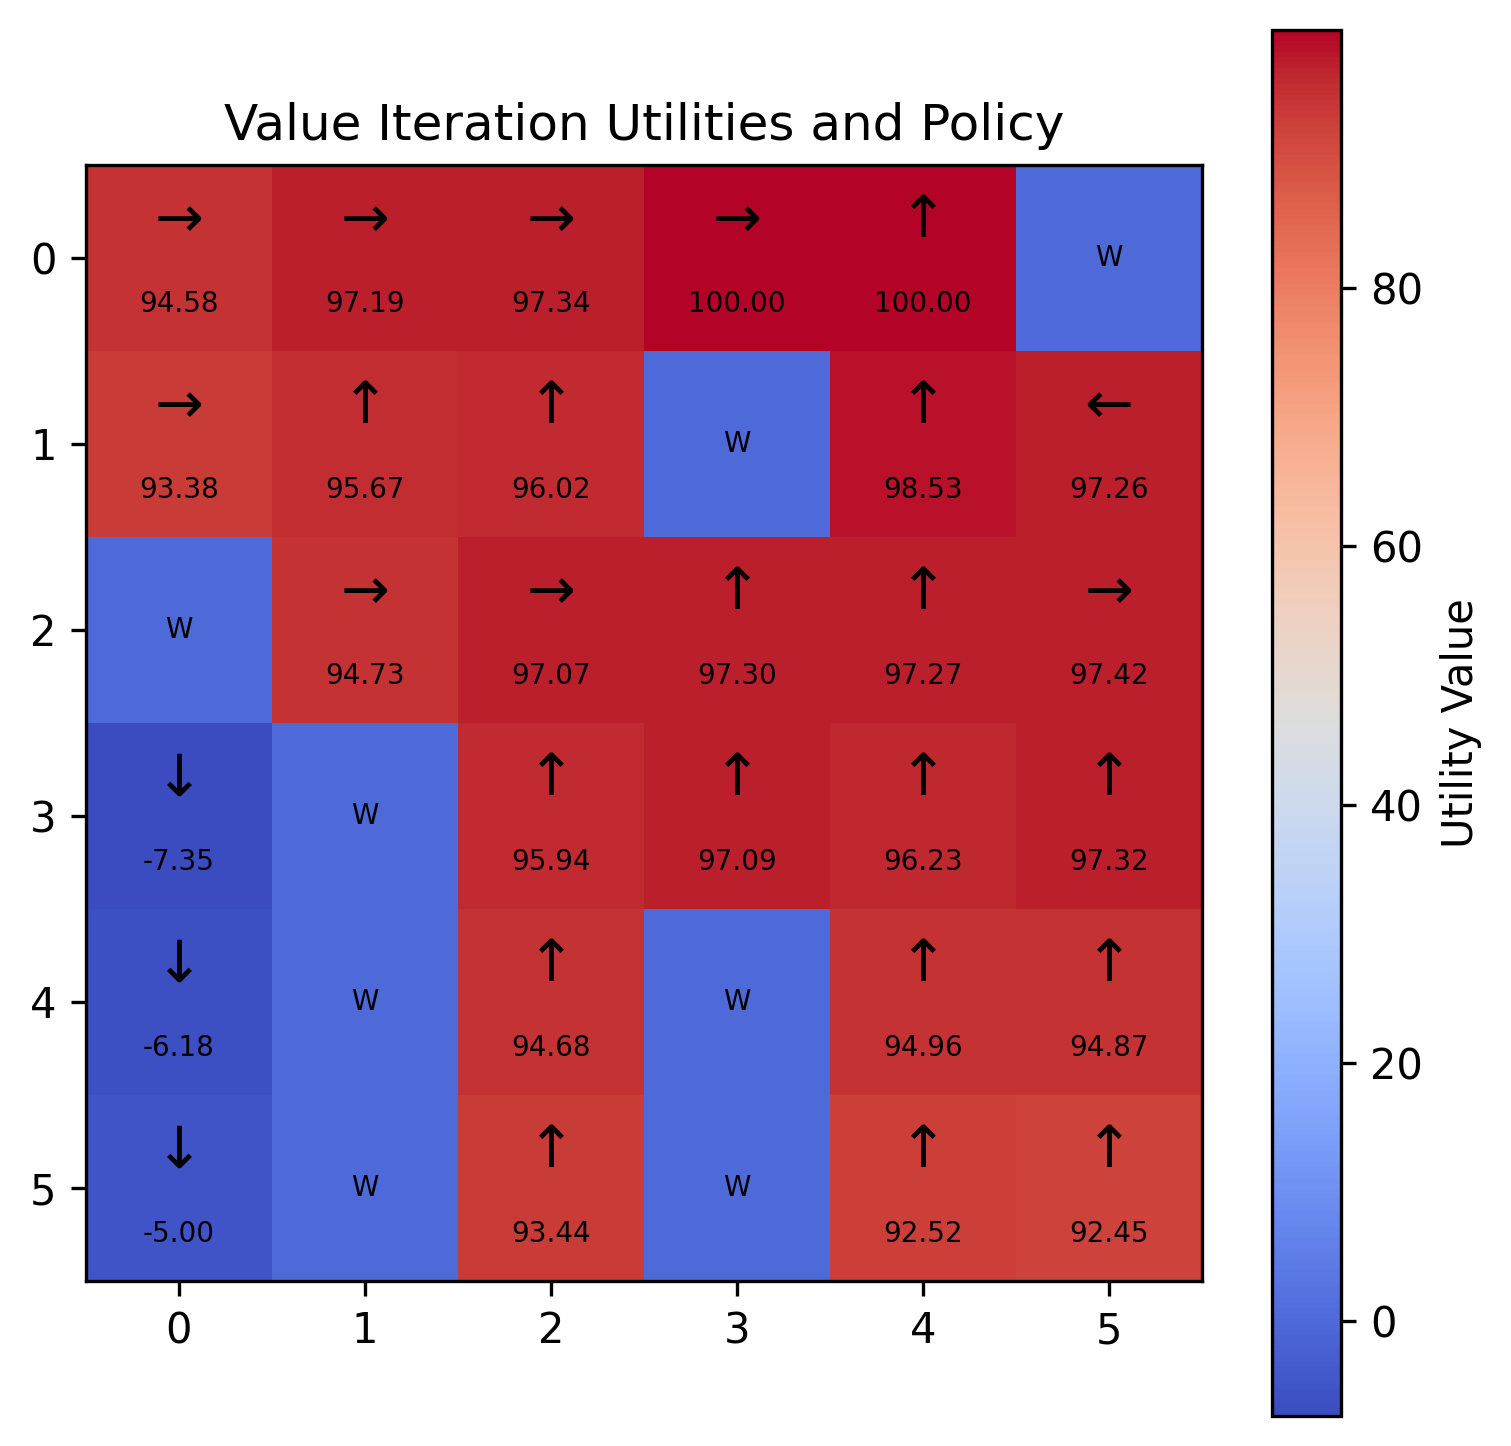 Value Iteration Utilities and Policy
0 → → → → ↑ W
94.58 97.19 97.34 100.00 100.00
1 → ↑ ↑ W ↑ ←
93.38 95.67 96.02 98.53 97.26
2 W → → ↑ ↑ →
94.73 97.07 97.30 97.27 97.42
3 ↓ W ↑ ↑ ↑ ↑
-7.35 95.94 97.09 96.23 97.32
4 ↓ W ↑ W ↑ ↑
-6.18 94.68 94.96 94.87
5 ↓ W ↑ W ↑ ↑
-5.00 93.44 92.52 92.45
0 1 2 3 4 5
80
60
40
20
0
Utility Value